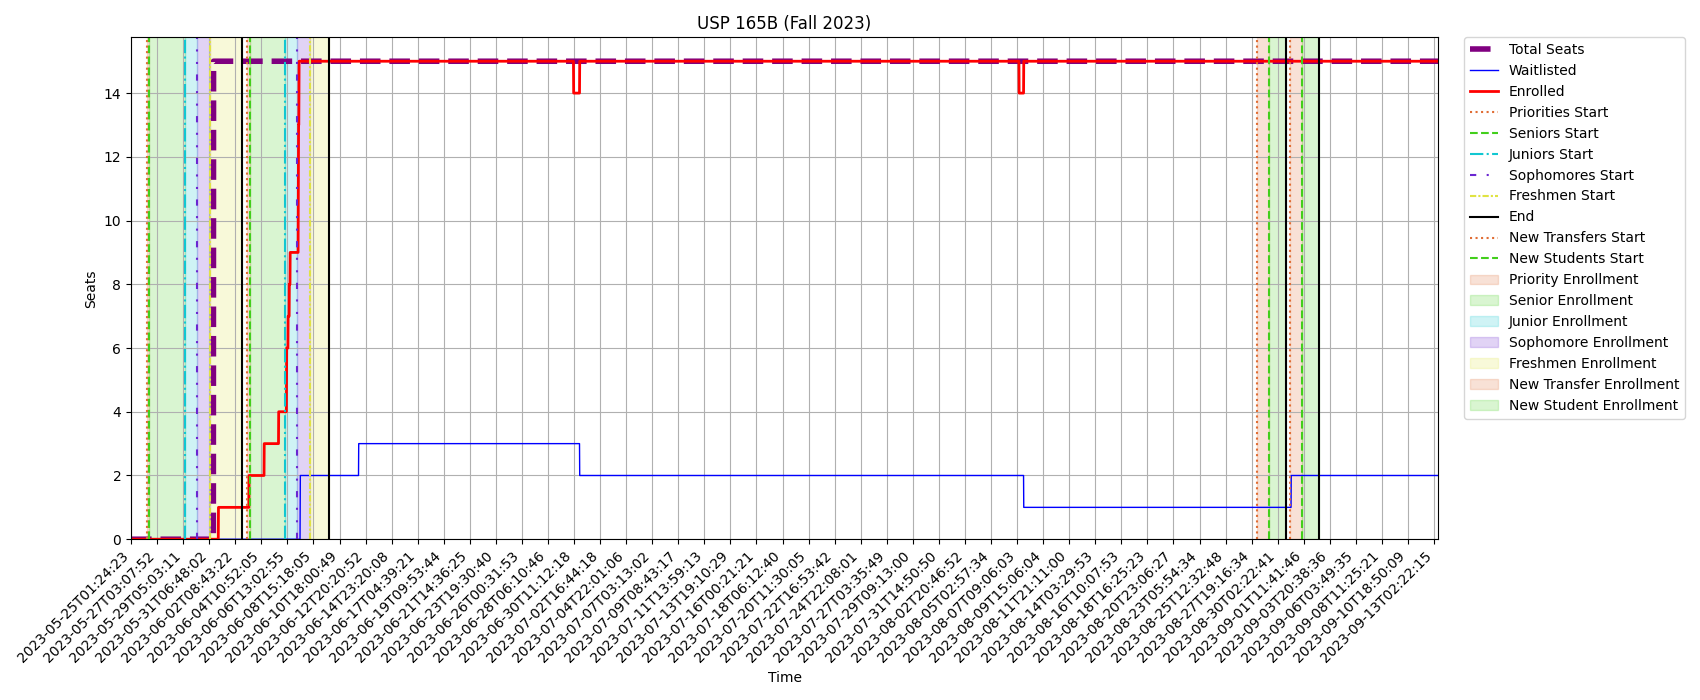 USP 165B (Fall 2023)
Seats
14
12
10
8
6
4
2
0
2023-05-25T01:24:23
2023-05-27T03:07:52
2023-05-29T05:03:11
2023-05-31T06:48:02
2023-06-02T08:43:22
2023-06-04T10:52:05
2023-06-06T13:02:55
2023-06-08T15:18:05
2023-06-10T18:00:49
2023-06-12T20:20:52
2023-06-14T23:20:08
2023-06-17T04:39:21
2023-06-19T09:53:44
2023-06-21T14:36:25
2023-06-23T19:30:40
2023-06-26T00:31:53
2023-06-28T06:10:46
2023-06-30T11:12:18
2023-07-02T16:44:18
2023-07-04T22:01:06
2023-07-07T03:13:02
2023-07-09T08:43:17
2023-07-11T13:59:13
2023-07-13T19:10:29
2023-07-16T00:21:21
2023-07-18T06:12:40
2023-07-20T11:30:05
2023-07-22T16:53:42
2023-07-24T22:08:01
2023-07-27T03:35:49
2023-07-29T09:13:00
2023-07-31T14:50:50
2023-08-02T20:46:52
2023-08-05T02:57:34
2023-08-07T09:06:03
2023-08-09T15:06:04
2023-08-11T21:11:00
2023-08-14T03:29:53
2023-08-16T10:07:53
2023-08-18T16:25:23
2023-08-20T23:06:27
2023-08-23T05:54:34
2023-08-25T12:32:48
2023-08-27T19:16:34
2023-08-30T02:22:41
2023-09-01T11:41:46
2023-09-03T20:38:36
2023-09-06T03:49:35
2023-09-08T11:25:21
2023-09-10T18:50:09
2023-09-13T02:22:15
Time
Total Seats
Waitlisted
Enrolled
Priorities Start
Seniors Start
Juniors Start
Sophomores Start
Freshmen Start
End
New Transfers Start
New Students Start
Priority Enrollment
Senior Enrollment
Junior Enrollment
Sophomore Enrollment
Freshmen Enrollment
New Transfer Enrollment
New Student Enrollment